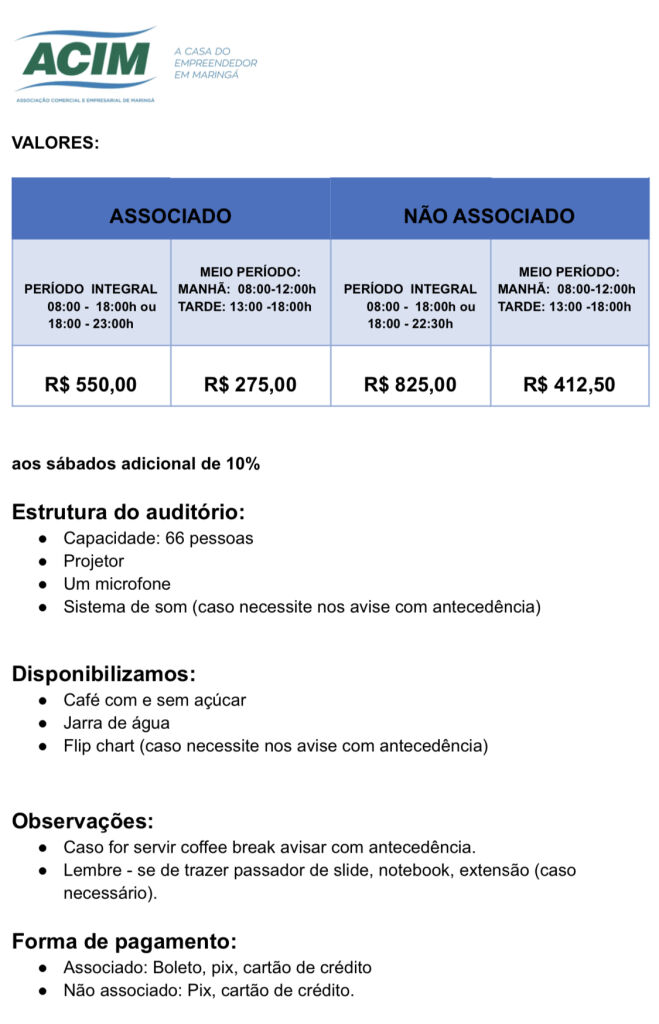 ACIM
ASSOCIAÇÃO COMERCIAL E EMPRESARIAL DE MARINGÁ
A CASA DO
EMPREENDEDOR
EM MARINGÁ
VALORES:
ASSOCIADO
NÃO ASSOCIADO
PERÍODO INTEGRAL
08:00 - 18:00h ou
18:00 - 23:00h
MEIO PERÍODO:
MANHÃ: 08:00-12:00h
TARDE: 13:00 -18:00h
PERÍODO INTEGRAL
08:00 - 18:00h ou
18:00 - 22:30h
MEIO PERÍODO:
MANHÃ: 08:00-12:00h
TARDE: 13:00 -18:00h
R$ 550,00
R$ 275,00
R$ 825,00
R$ 412,50
aos sábados adicional de 10%
Estrutura do auditório:
● Capacidade: 66 pessoas
● Projetor
● Um microfone
● Sistema de som (caso necessite nos avise com antecedência)
Disponibilizamos:
● Café com e sem açúcar
● Jarra de água
● Flip chart (caso necessite nos avise com antecedência)
Observações:
● Caso for servir coffee break avisar com antecedência.
● Lembre - se de trazer passador de slide, notebook, extensão (caso
necessário).
Forma de pagamento:
● Associado: Boleto, pix, cartão de crédito
● Não associado: Pix, cartão de crédito.